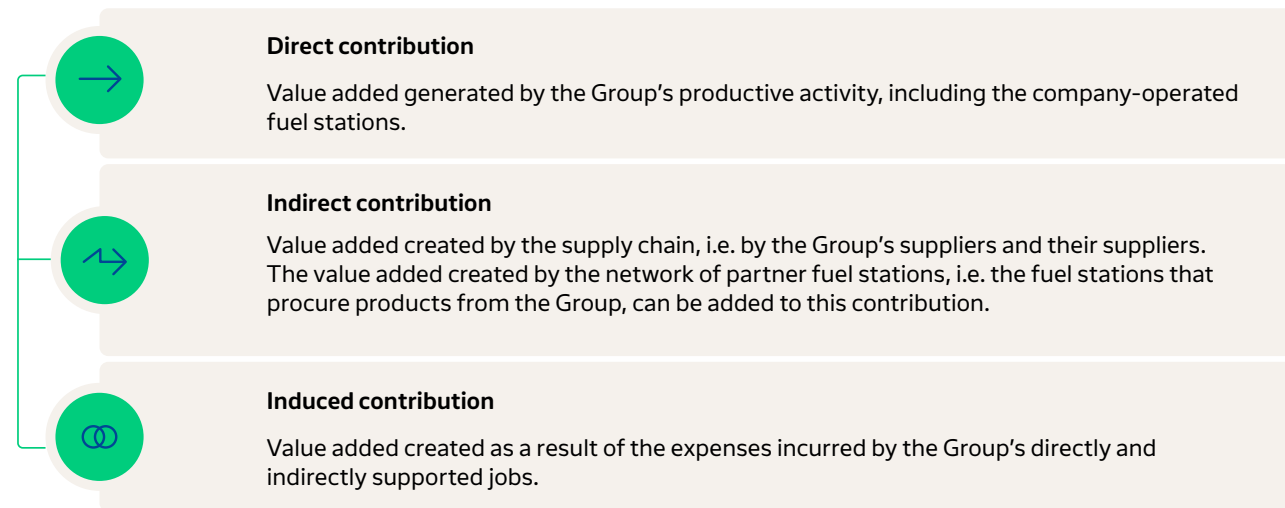 Direct contribution
Value added generated by the Group’s productive activity, including the company-operated
fuel stations.
Indirect contribution
Value added created by the supply chain, i.e. by the Group’s suppliers and their suppliers.
The value added created by the network of partner fuel stations, i.e. the fuel stations that
procure products from the Group, can be added to this contribution.
Induced contribution
Value added created as a result of the expenses incurred by the Group’s directly and
indirectly supported jobs.